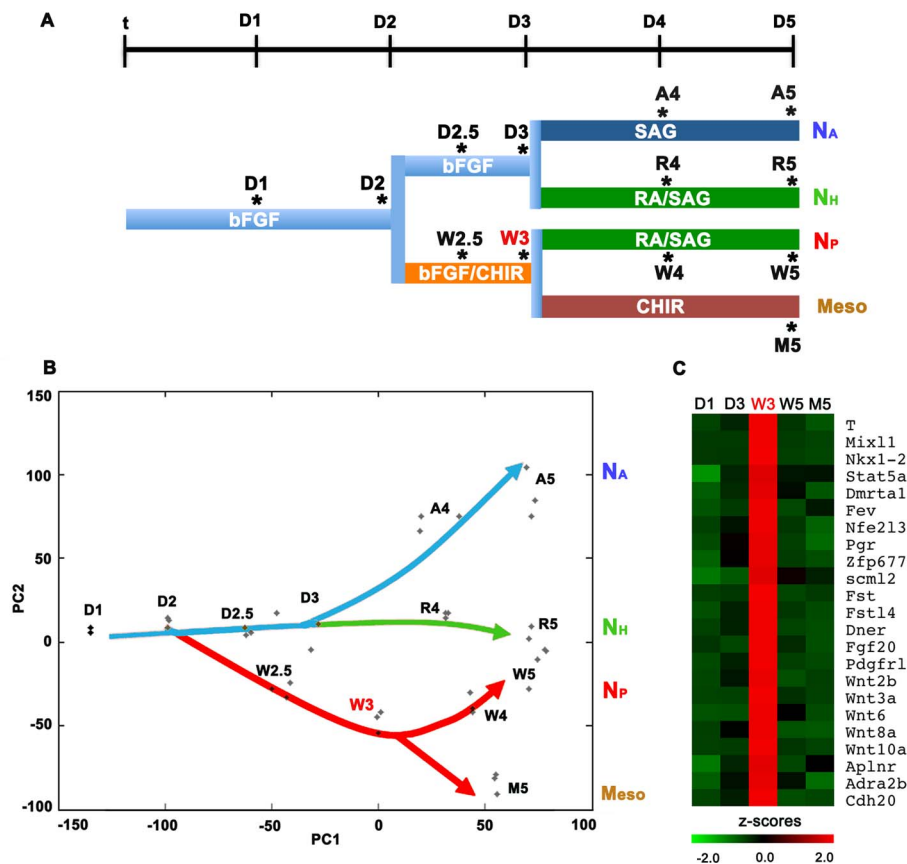 A
t D1 D2 D3 D4 D5
A4 A5
* *
SAG NA
D2.5 D3
* *
bFGF
R4 R5
* *
RA/SAG NH
D1 D2
* *
bFGF
W2.5 W3
* *
bFGF/CHIR
RA/SAG NP
* *
W4 W5
CHIR Meso
*
M5
B
PC2
150
100
50
0
-50
-100
-150 -100 -50 0 50 100
PC1
D1
D2
D2.5
D3
A4
A5
R4
R5
W2.5
W3
W4
W5
M5
NA
NH
NP
Meso
C
D1 D3 W3 W5 M5
T
Mixl1
Nkx1-2
Stat5a
Dmrta1
Fev
Nfe2l3
Pgr
Zfp677
scml2
Fst
Fstl4
Dner
Fgf20
Pdgfrl
Wnt2b
Wnt3a
Wnt6
Wnt8a
Wnt10a
Aplnr
Adra2b
Cdh20
z-scores
-2.0 0.0 2.0